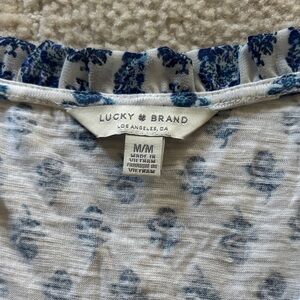 LUCKY BRAND
LOS ANGELES, CA
M/M
MADE IN
VIETNAM
FABRIQUÉ AU
VIETNAM